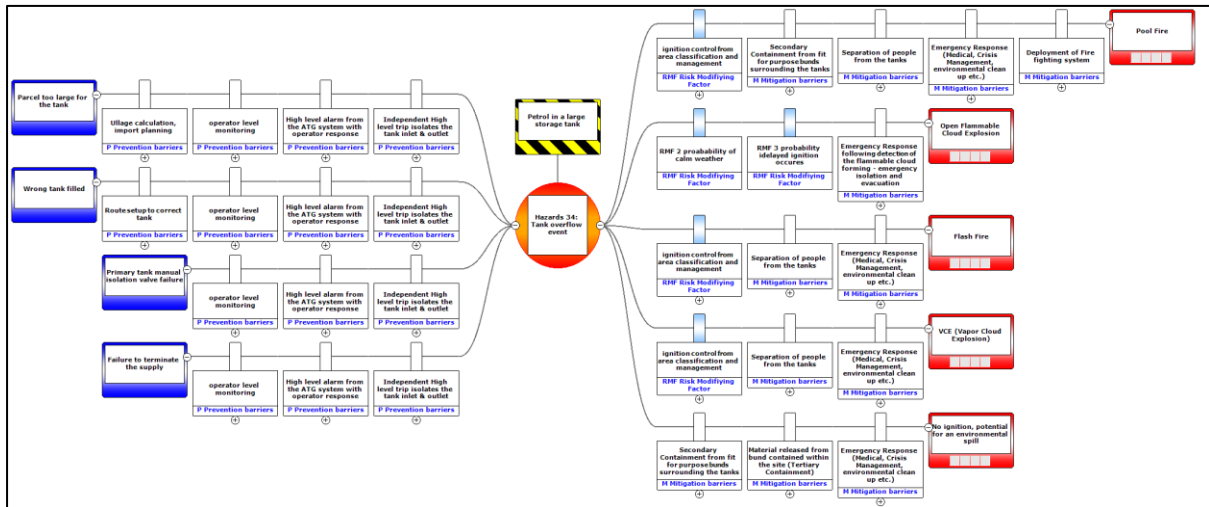 Parcel too large for
the tank
Ullage calculation,
import planning
P Prevention barriers
operator level
monitoring
P Prevention barriers
High level alarm from
the ATG system with
operator response
P Prevention barriers
Independent High
level trip isolates the
tank inlet & outlet
P Prevention barriers
Wrong tank filled
Route setup to correct
tank
P Prevention barriers
operator level
monitoring
P Prevention barriers
High level alarm from
the ATG system with
operator response
P Prevention barriers
Independent High
level trip isolates the
tank inlet & outlet
P Prevention barriers
Primary tank manual
isolation valve failure
operator level
monitoring
P Prevention barriers
High level alarm from
the ATG system with
operator response
P Prevention barriers
Independent High
level trip isolates the
tank inlet & outlet
P Prevention barriers
Failure to terminate
the supply
operator level
monitoring
P Prevention barriers
High level alarm from
the ATG system with
operator response
P Prevention barriers
Independent High
level trip isolates the
tank inlet & outlet
P Prevention barriers
Petrol in a large
storage tank
Hazards 34:
Tank overflow
event
ignition control from
area classification and
management
RMF Risk Modifiying
Factor
Secondary
Containment from fit
for purpose bunds
surrounding the tanks
M Mitigation barriers
Separation of people
from the tanks
M Mitigation barriers
Emergency Response
(Medical, Crisis
Management,
environmental clean
up etc.)
M Mitigation barriers
Deployment of Fire
fighting system
M Mitigation barriers
Pool Fire
RMF 2 proabability of
calm weather
RMF Risk Modifiying
Factor
RMF 3 probability
idelayed ignition
occures
RMF Risk Modifiying
Factor
Emergency Response
following detection of
the flammable cloud
forming - emergency
isolation and
evacuation
M Mitigation barriers
Open Flammable
Cloud Explosion
ignition control from
area classification and
management
RMF Risk Modifiying
Factor
Separation of people
from the tanks
M Mitigation barriers
Emergency Response
(Medical, Crisis
Management,
environmental clean
up etc.)
M Mitigation barriers
Flash Fire
ignition control from
area classification and
management
RMF Risk Modifiying
Factor
Separation of people
from the tanks
M Mitigation barriers
Emergency Response
(Medical, Crisis
Management,
environmental clean
up etc.)
M Mitigation barriers
VCE (Vapor Cloud
Explosion)
Secondary
Containment from fit
for purpose bunds
surrounding the tanks
M Mitigation barriers
Material released from
bund contained within
the site (Tertiary
Containment)
M Mitigation barriers
Emergency Response
(Medical, Crisis
Management,
environmental clean
up etc.)
M Mitigation barriers
No ignition, potential
for an environmental
spill